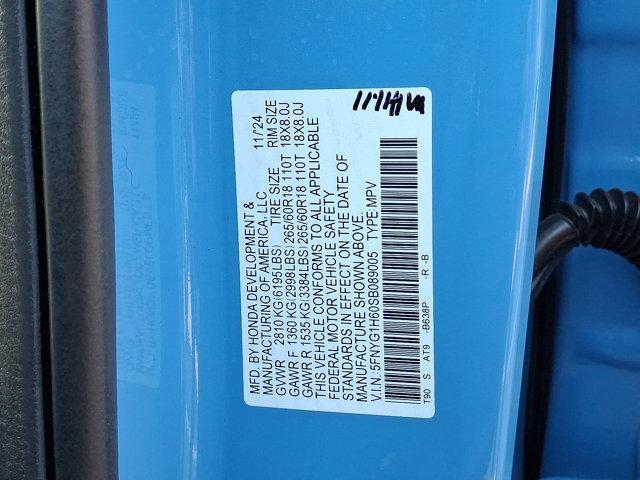 MFD. BY HONDA DEVELOPMENT &
MANUFACTURING OF AMERICA, LLC 11/'24
GVWR 2810 KG(6195LBS) TIRE SIZE RIM SIZE
GAWR F 1360 KG(2998LBS)265/60R18 110T 18X8.0J
GAWR R 1535 KG(3384LBS)265/60R18 110T 18X8.0J
THIS VEHICLE CONFORMS TO ALL APPLICABLE
FEDERAL MOTOR VEHICLE SAFETY
STANDARDS IN EFFECT ON THE DATE OF
MANUFACTURE SHOWN ABOVE.
V.I.N. 5FNYG1H60SB089005 TYPE: MPV
T90 S AT9 -B638P -R -B